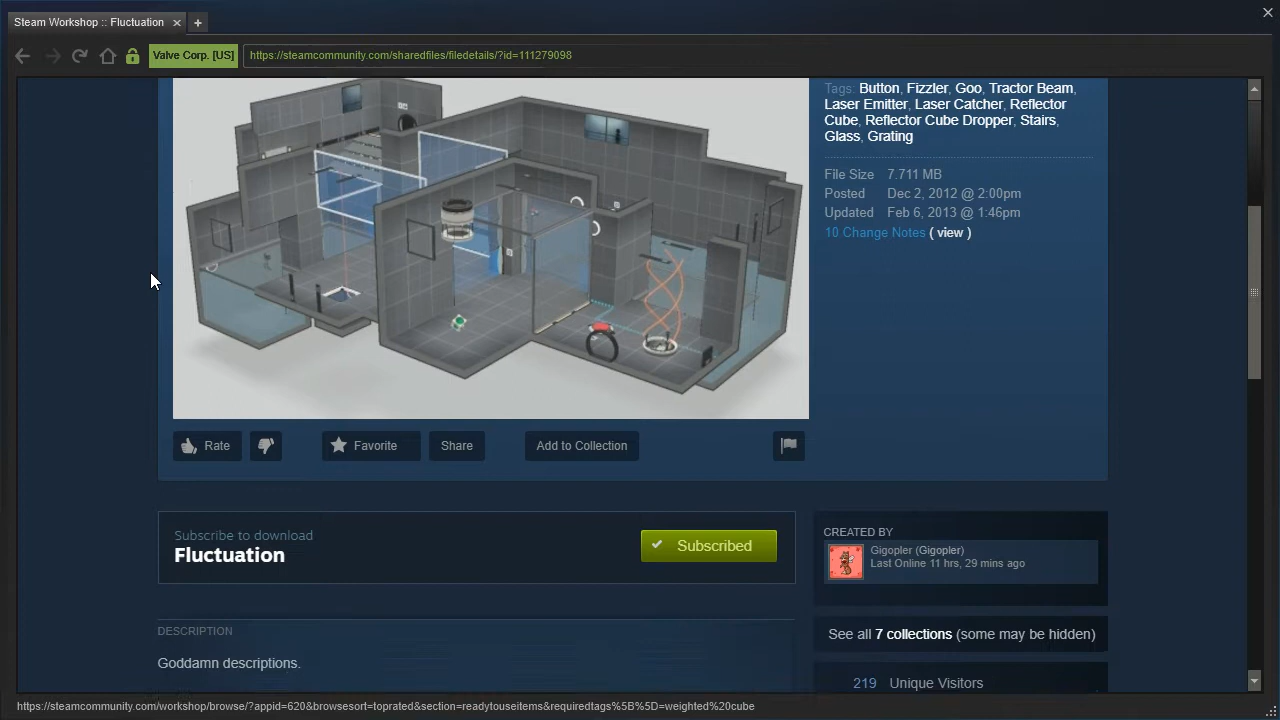 Steam Workshop :: Fluctuation
Valve Corp. [US]
https://steamcommunity.com/sharedfiles/filedetails/?id=111279098
Tags: Button, Fizzler, Goo, Tractor Beam,
Laser Emitter, Laser Catcher, Reflector
Cube, Reflector Cube Dropper, Stairs,
Glass, Grating
File Size 7.711 MB
Posted Dec 2, 2012 @ 2:00pm
Updated Feb 6, 2013 @ 1:46pm
10 Change Notes ( view )
Rate
Favorite
Share
Add to Collection
Subscribe to download
Fluctuation
Subscribed
CREATED BY
Gigopler (Gigopler)
Last Online 11 hrs, 29 mins ago
DESCRIPTION
Goddamn descriptions.
See all 7 collections (some may be hidden)
219 Unique Visitors
https://steamcommunity.com/workshop/browse/?appid=620&browsesort=toprated&section=readytouseitems&requiredtags%5B%5D=weighted%20cube